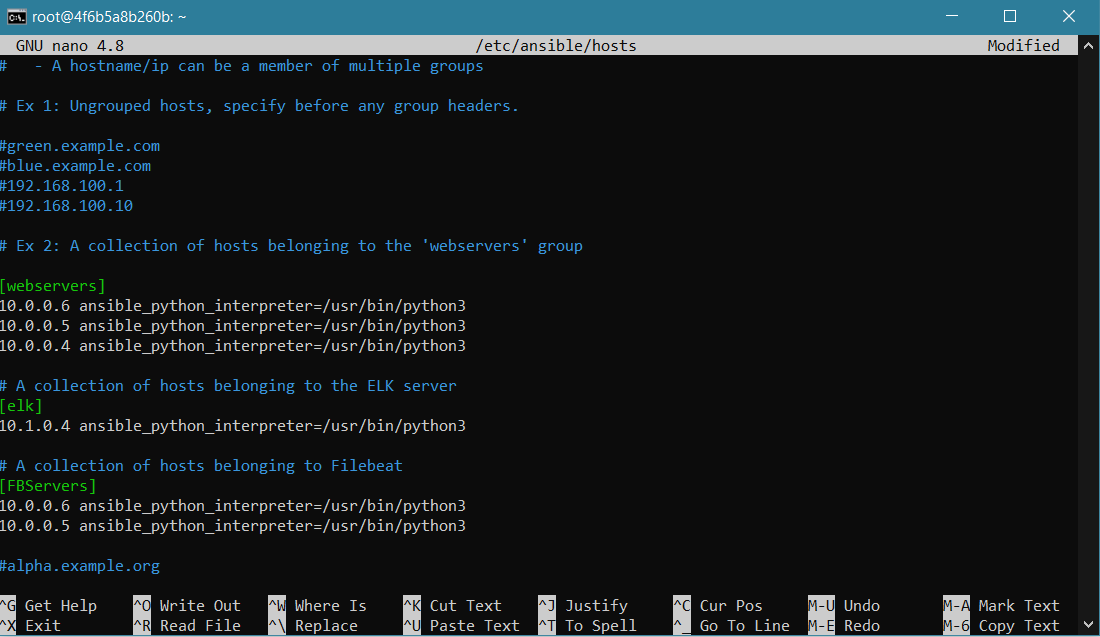 root@4f6b5a8b260b: ~
GNU nano 4.8 /etc/ansible/hosts Modified
#   - A hostname/ip can be a member of multiple groups
# Ex 1: Ungrouped hosts, specify before any group headers.
#green.example.com
#blue.example.com
#192.168.100.1
#192.168.100.10
# Ex 2: A collection of hosts belonging to the 'webservers' group
[webservers]
10.0.0.6 ansible_python_interpreter=/usr/bin/python3
10.0.0.5 ansible_python_interpreter=/usr/bin/python3
10.0.0.4 ansible_python_interpreter=/usr/bin/python3
# A collection of hosts belonging to the ELK server
[elk]
10.1.0.4 ansible_python_interpreter=/usr/bin/python3
# A collection of hosts belonging to Filebeat
[FBServers]
10.0.0.6 ansible_python_interpreter=/usr/bin/python3
10.0.0.5 ansible_python_interpreter=/usr/bin/python3
#alpha.example.org
^G Get Help ^O Write Out ^W Where Is ^K Cut Text ^J Justify ^C Cur Pos M-U Undo M-A Mark Text
^X Exit ^R Read File ^\ Replace ^U Paste Text ^T To Spell ^_ Go To Line M-E Redo M-6 Copy Text